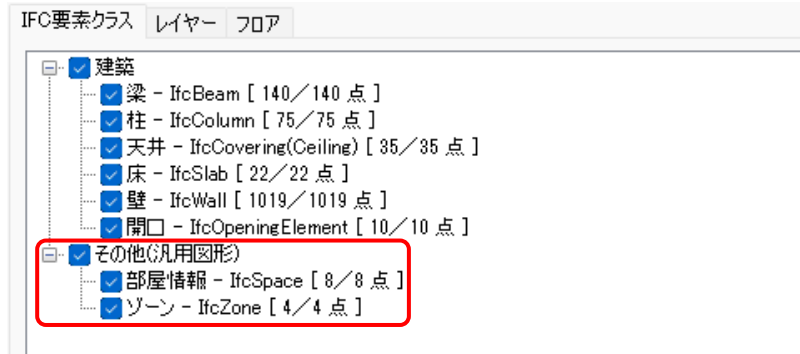 IFC要素クラス レイヤー フロア
建築
梁 - IfcBeam [ 140／140 点 ]
柱 - IfcColumn [ 75／75 点 ]
天井 - IfcCovering(Ceiling) [ 35／35 点 ]
床 - IfcSlab [ 22／22 点 ]
壁 - IfcWall [ 1019／1019 点 ]
開口 - IfcOpeningElement [ 10／10 点 ]
その他(汎用図形)
部屋情報 - IfcSpace [ 8／8 点 ]
ゾーン - IfcZone [ 4／4 点 ]